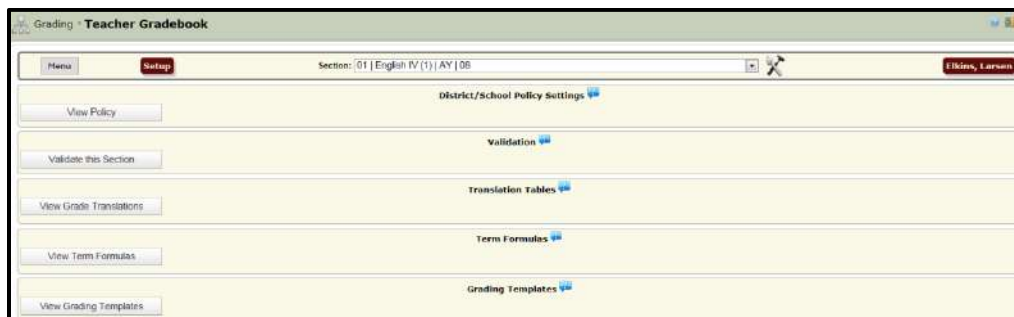 Grading · Teacher Gradebook
Menu Setup Section: 01 | English IV (1) | AY | 08 Elkins, Larsen
District/School Policy Settings
View Policy
Validation
Validate this Section
Translation Tables
View Grade Translations
Term Formulas
View Term Formulas
Grading Templates
View Grading Templates